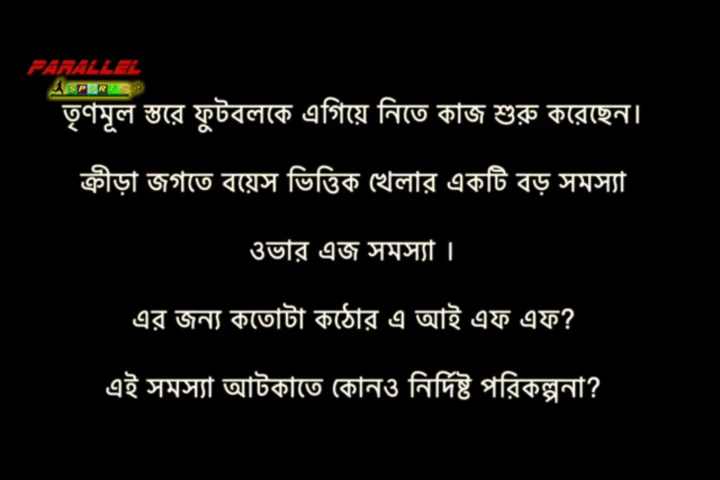 PARALLEL
SPORTS
তৃণমূল স্তরে ফুটবলকে এগিয়ে নিতে কাজ শুরু করেছেন।
ক্রীড়া জগতে বয়েস ভিত্তিক খেলার একটি বড় সমস্যা
ওভার এজ সমস্যা ।
এর জন্য কতোটা কঠোর এ আই এফ এফ?
এই সমস্যা আটকাতে কোনও নির্দিষ্ট পরিকল্পনা?